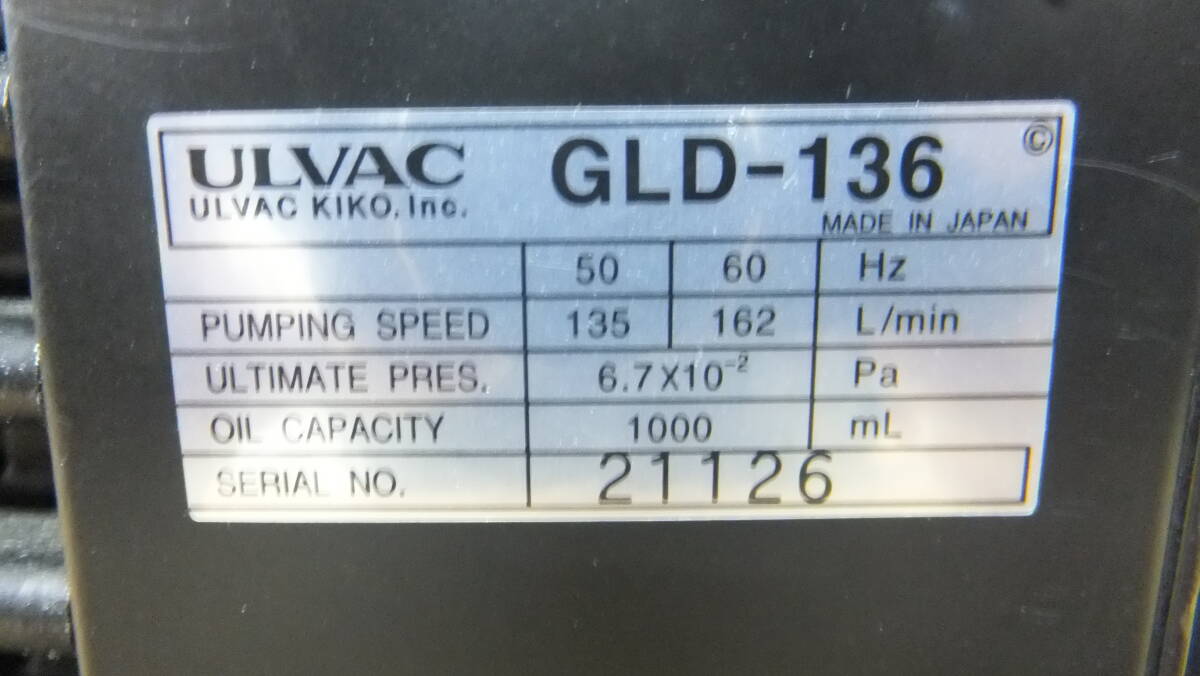 ULVAC GLD-136 ©
ULVAC KIKO, Inc. MADE IN JAPAN
50 60 Hz
PUMPING SPEED 135 162 L/min
ULTIMATE PRES. 6.7X10⁻² Pa
OIL CAPACITY 1000 mL
SERIAL NO. 21126